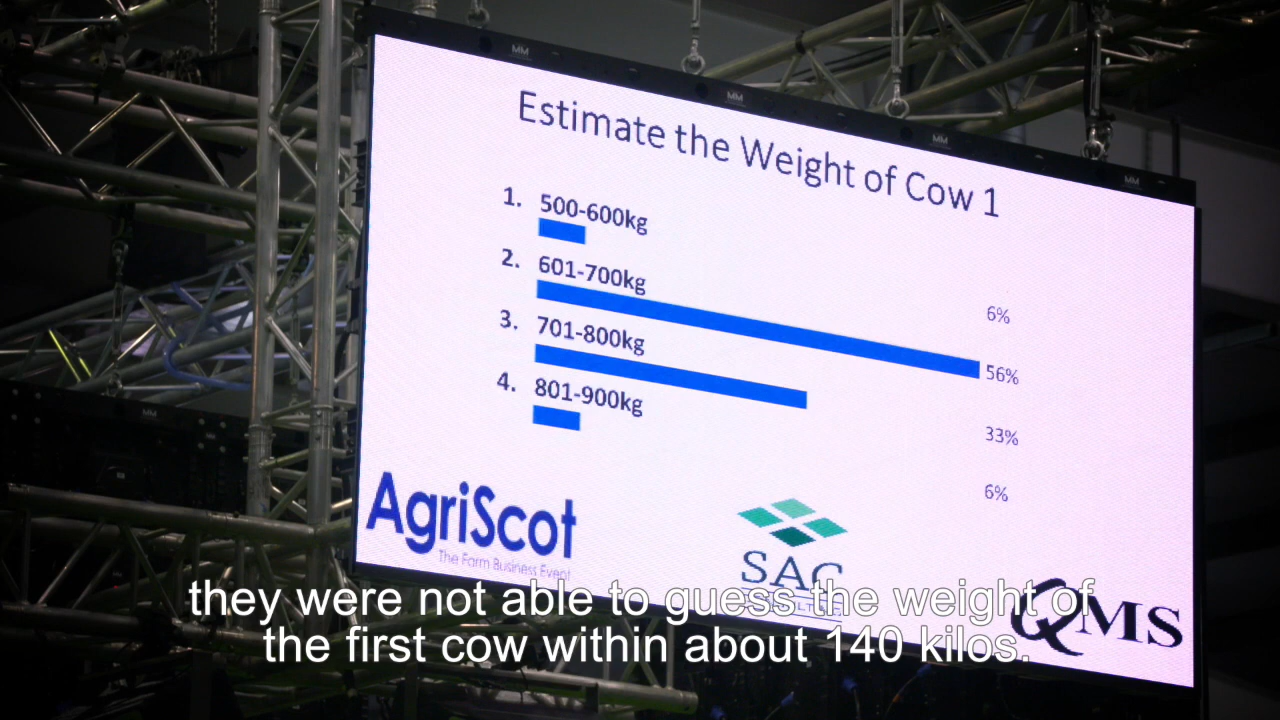 Estimate the Weight of Cow 1
1. 500-600kg
6%
2. 601-700kg
56%
3. 701-800kg
33%
4. 801-900kg
6%
AgriScot
The Farm Business Event
SAC
QMS
they were not able to guess the weight of
the first cow within about 140 kilos.